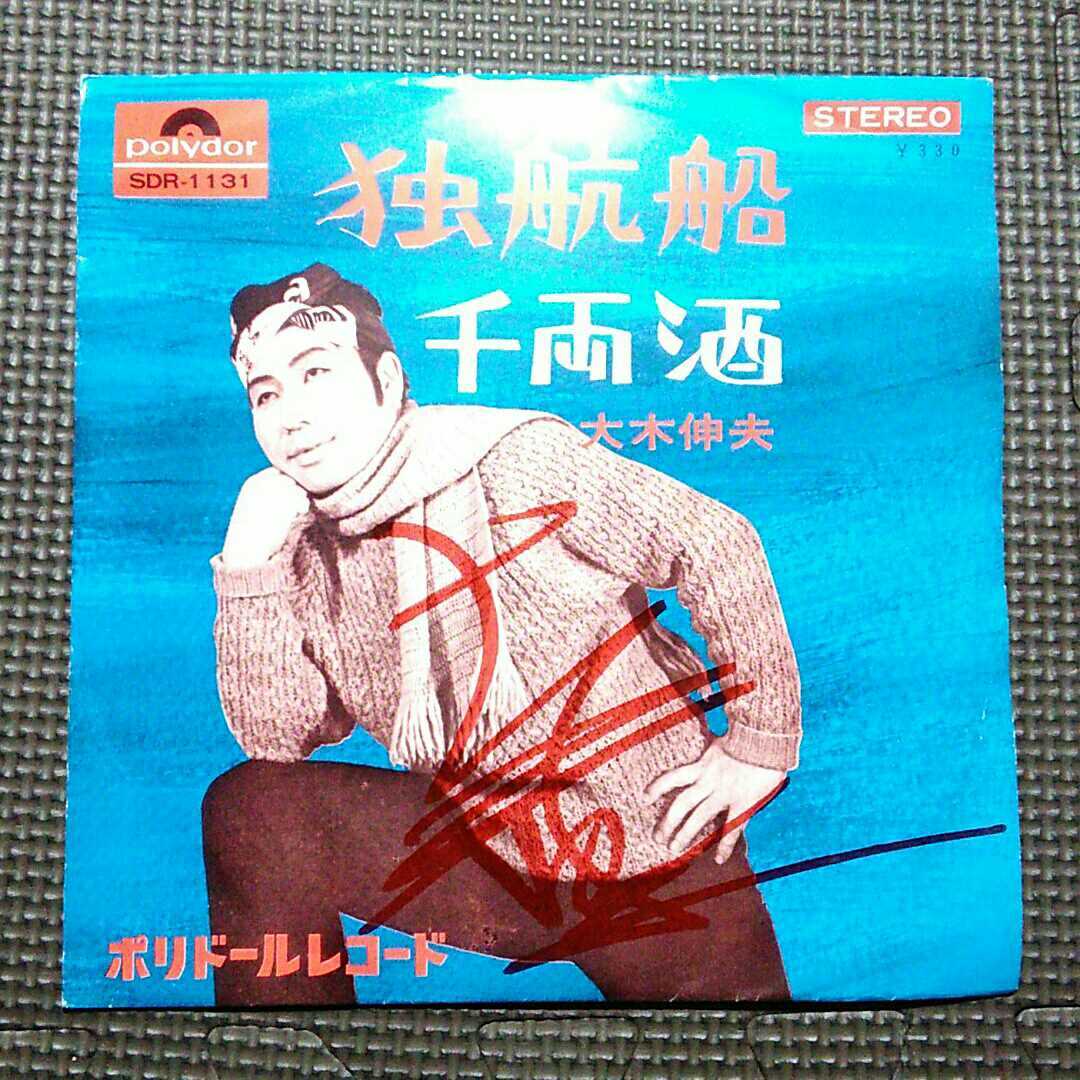 polydor
SDR-1131
STEREO
¥330
独航船
千両酒
大木伸夫
ポリドールレコード